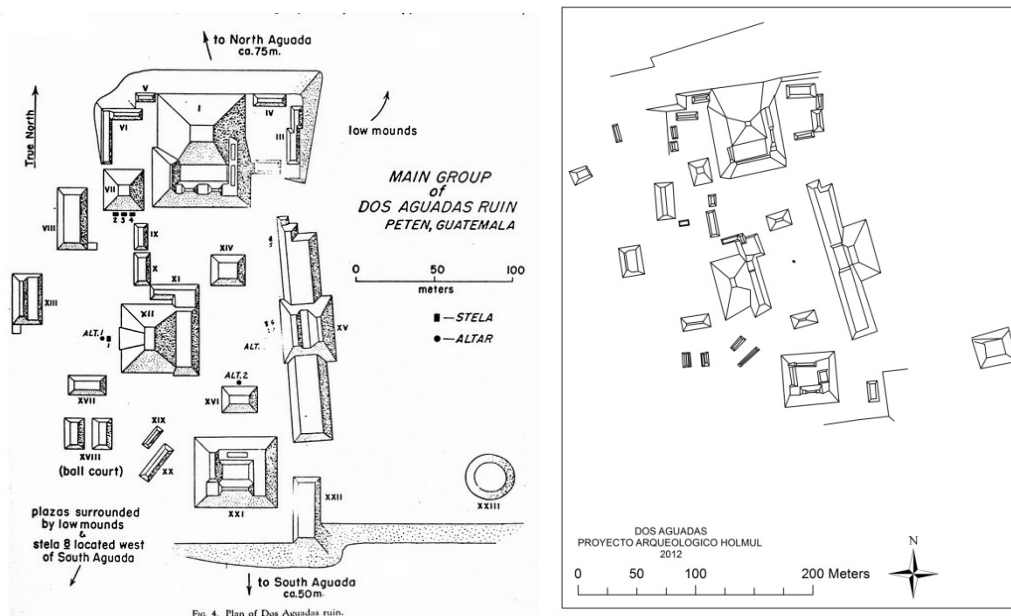 to North Aguada
ca.75m.
True North
low mounds
I
II
III
IV
V
VI
VII
2 3 4
VIII
IX
X
XI
XII
XIII
XIV
XV
XVI
XVII
XVIII
(ball court)
XIX
XX
XXI
XXII
XXIII
ALT.1
1
ALT.
ALT.2
MAIN GROUP
of
DOS AGUADAS RUIN
PETEN, GUATEMALA
0 50 100
meters
—STELA
—ALTAR
plazas surrounded
by low mounds
&
stela 8 located west
of South Aguada
to South Aguada
ca.50m.
FIG. 4. Plan of Dos Aguadas ruin.
DOS AGUADAS
PROYECTO ARQUEOLOGICO HOLMUL
2012
N
0 50 100 200 Meters